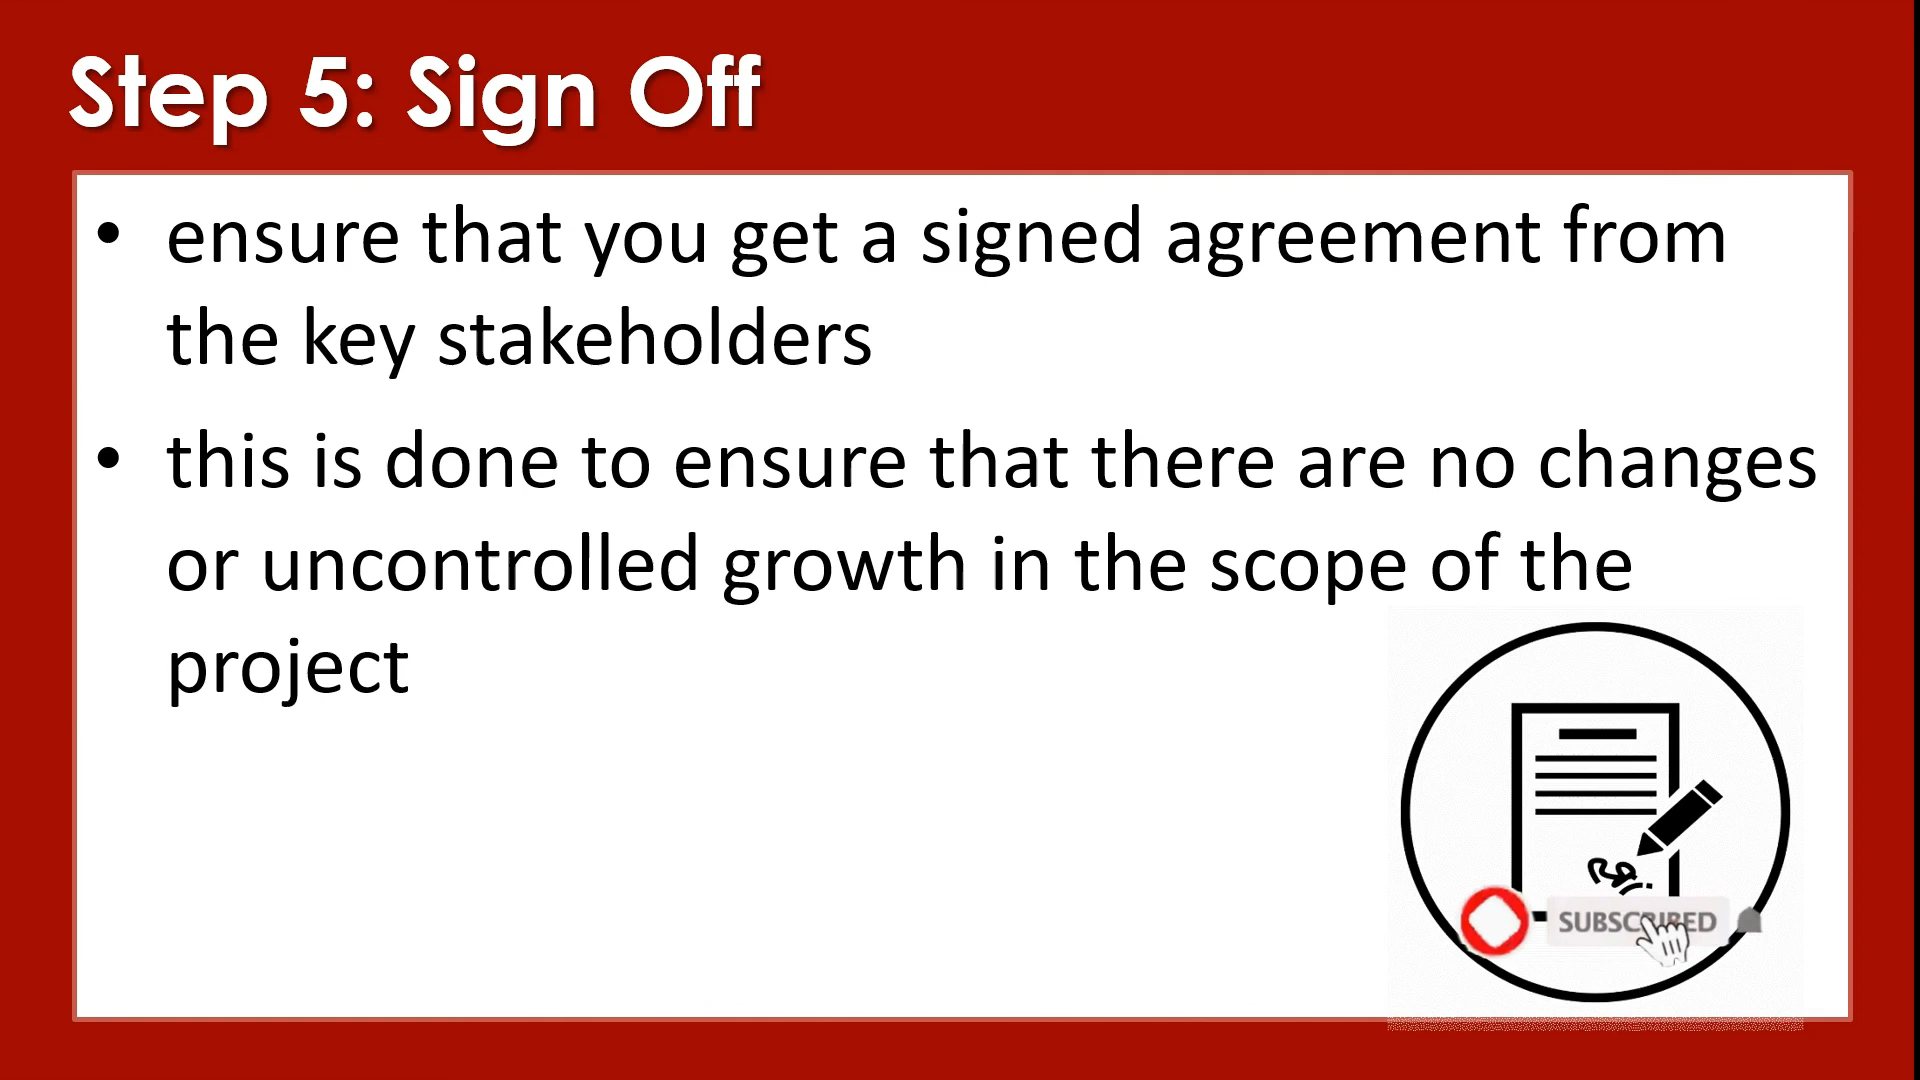 Step 5: Sign Off
• ensure that you get a signed agreement from
the key stakeholders
• this is done to ensure that there are no changes
or uncontrolled growth in the scope of the
project
SUBSCRIBED